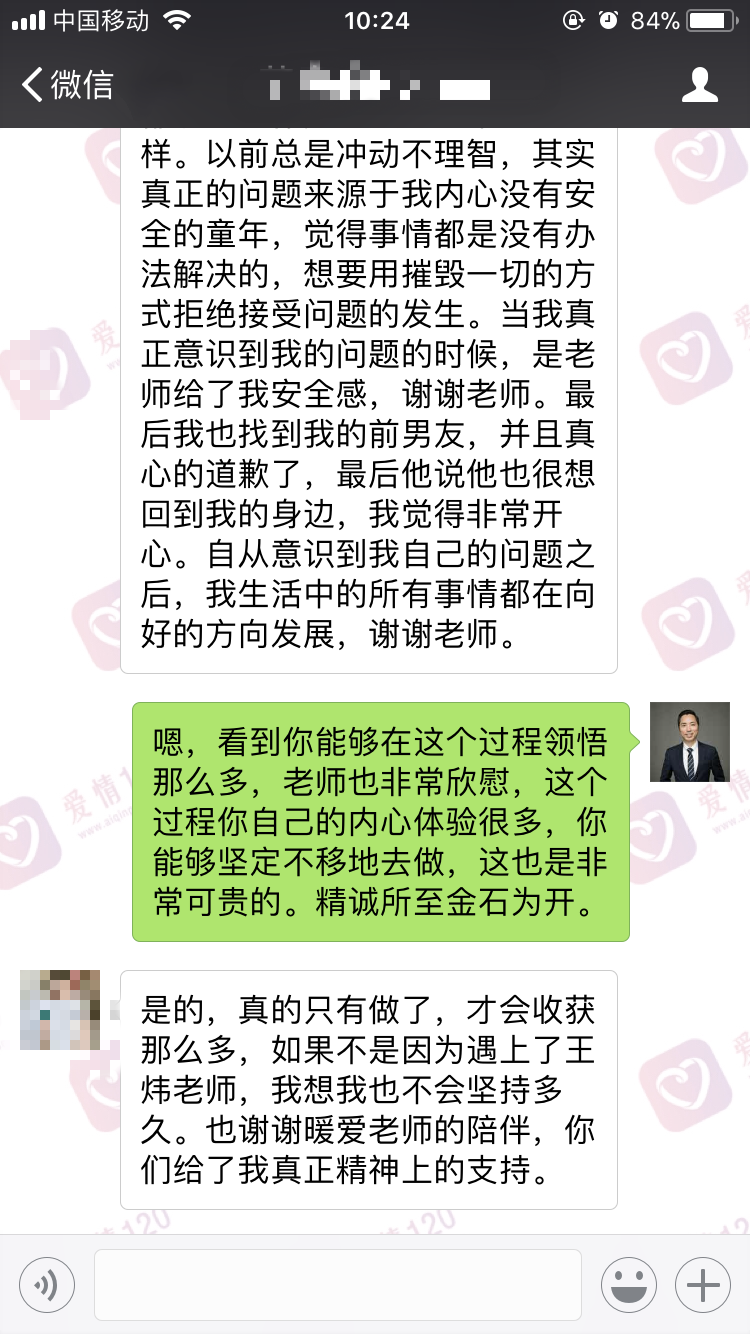 中国移动
10:24
84%
微信
样。以前总是冲动不理智，其实
真正的问题来源于我内心没有安
全的童年，觉得事情都是没有办
法解决的，想要用摧毁一切的方
式拒绝接受问题的发生。当我真
正意识到我的问题的时候，是老
师给了我安全感，谢谢老师。最
后我也找到我的前男友，并且真
心的道歉了，最后他说他也很想
回到我的身边，我觉得非常开
心。自从意识到我自己的问题之
后，我生活中的所有事情都在向
好的方向发展，谢谢老师。
嗯，看到你能够在这个过程领悟
那么多，老师也非常欣慰，这个
过程你自己的内心体验很多，你
能够坚定不移地去做，这也是非
常可贵的。精诚所至金石为开。
爱情1
爱情
是的，真的只有做了，才会收获
那么多，如果不是因为遇上了王
炜老师，我想我也不会坚持多
久。也谢谢暖爱老师的陪伴，你
们给了我真正精神上的支持。
情120
120